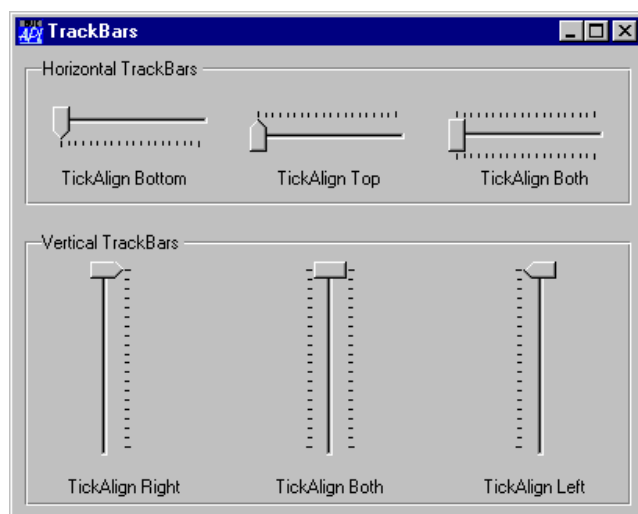 TrackBars
Horizontal TrackBars
TickAlign Bottom TickAlign Top TickAlign Both
Vertical TrackBars
TickAlign Right TickAlign Both TickAlign Left